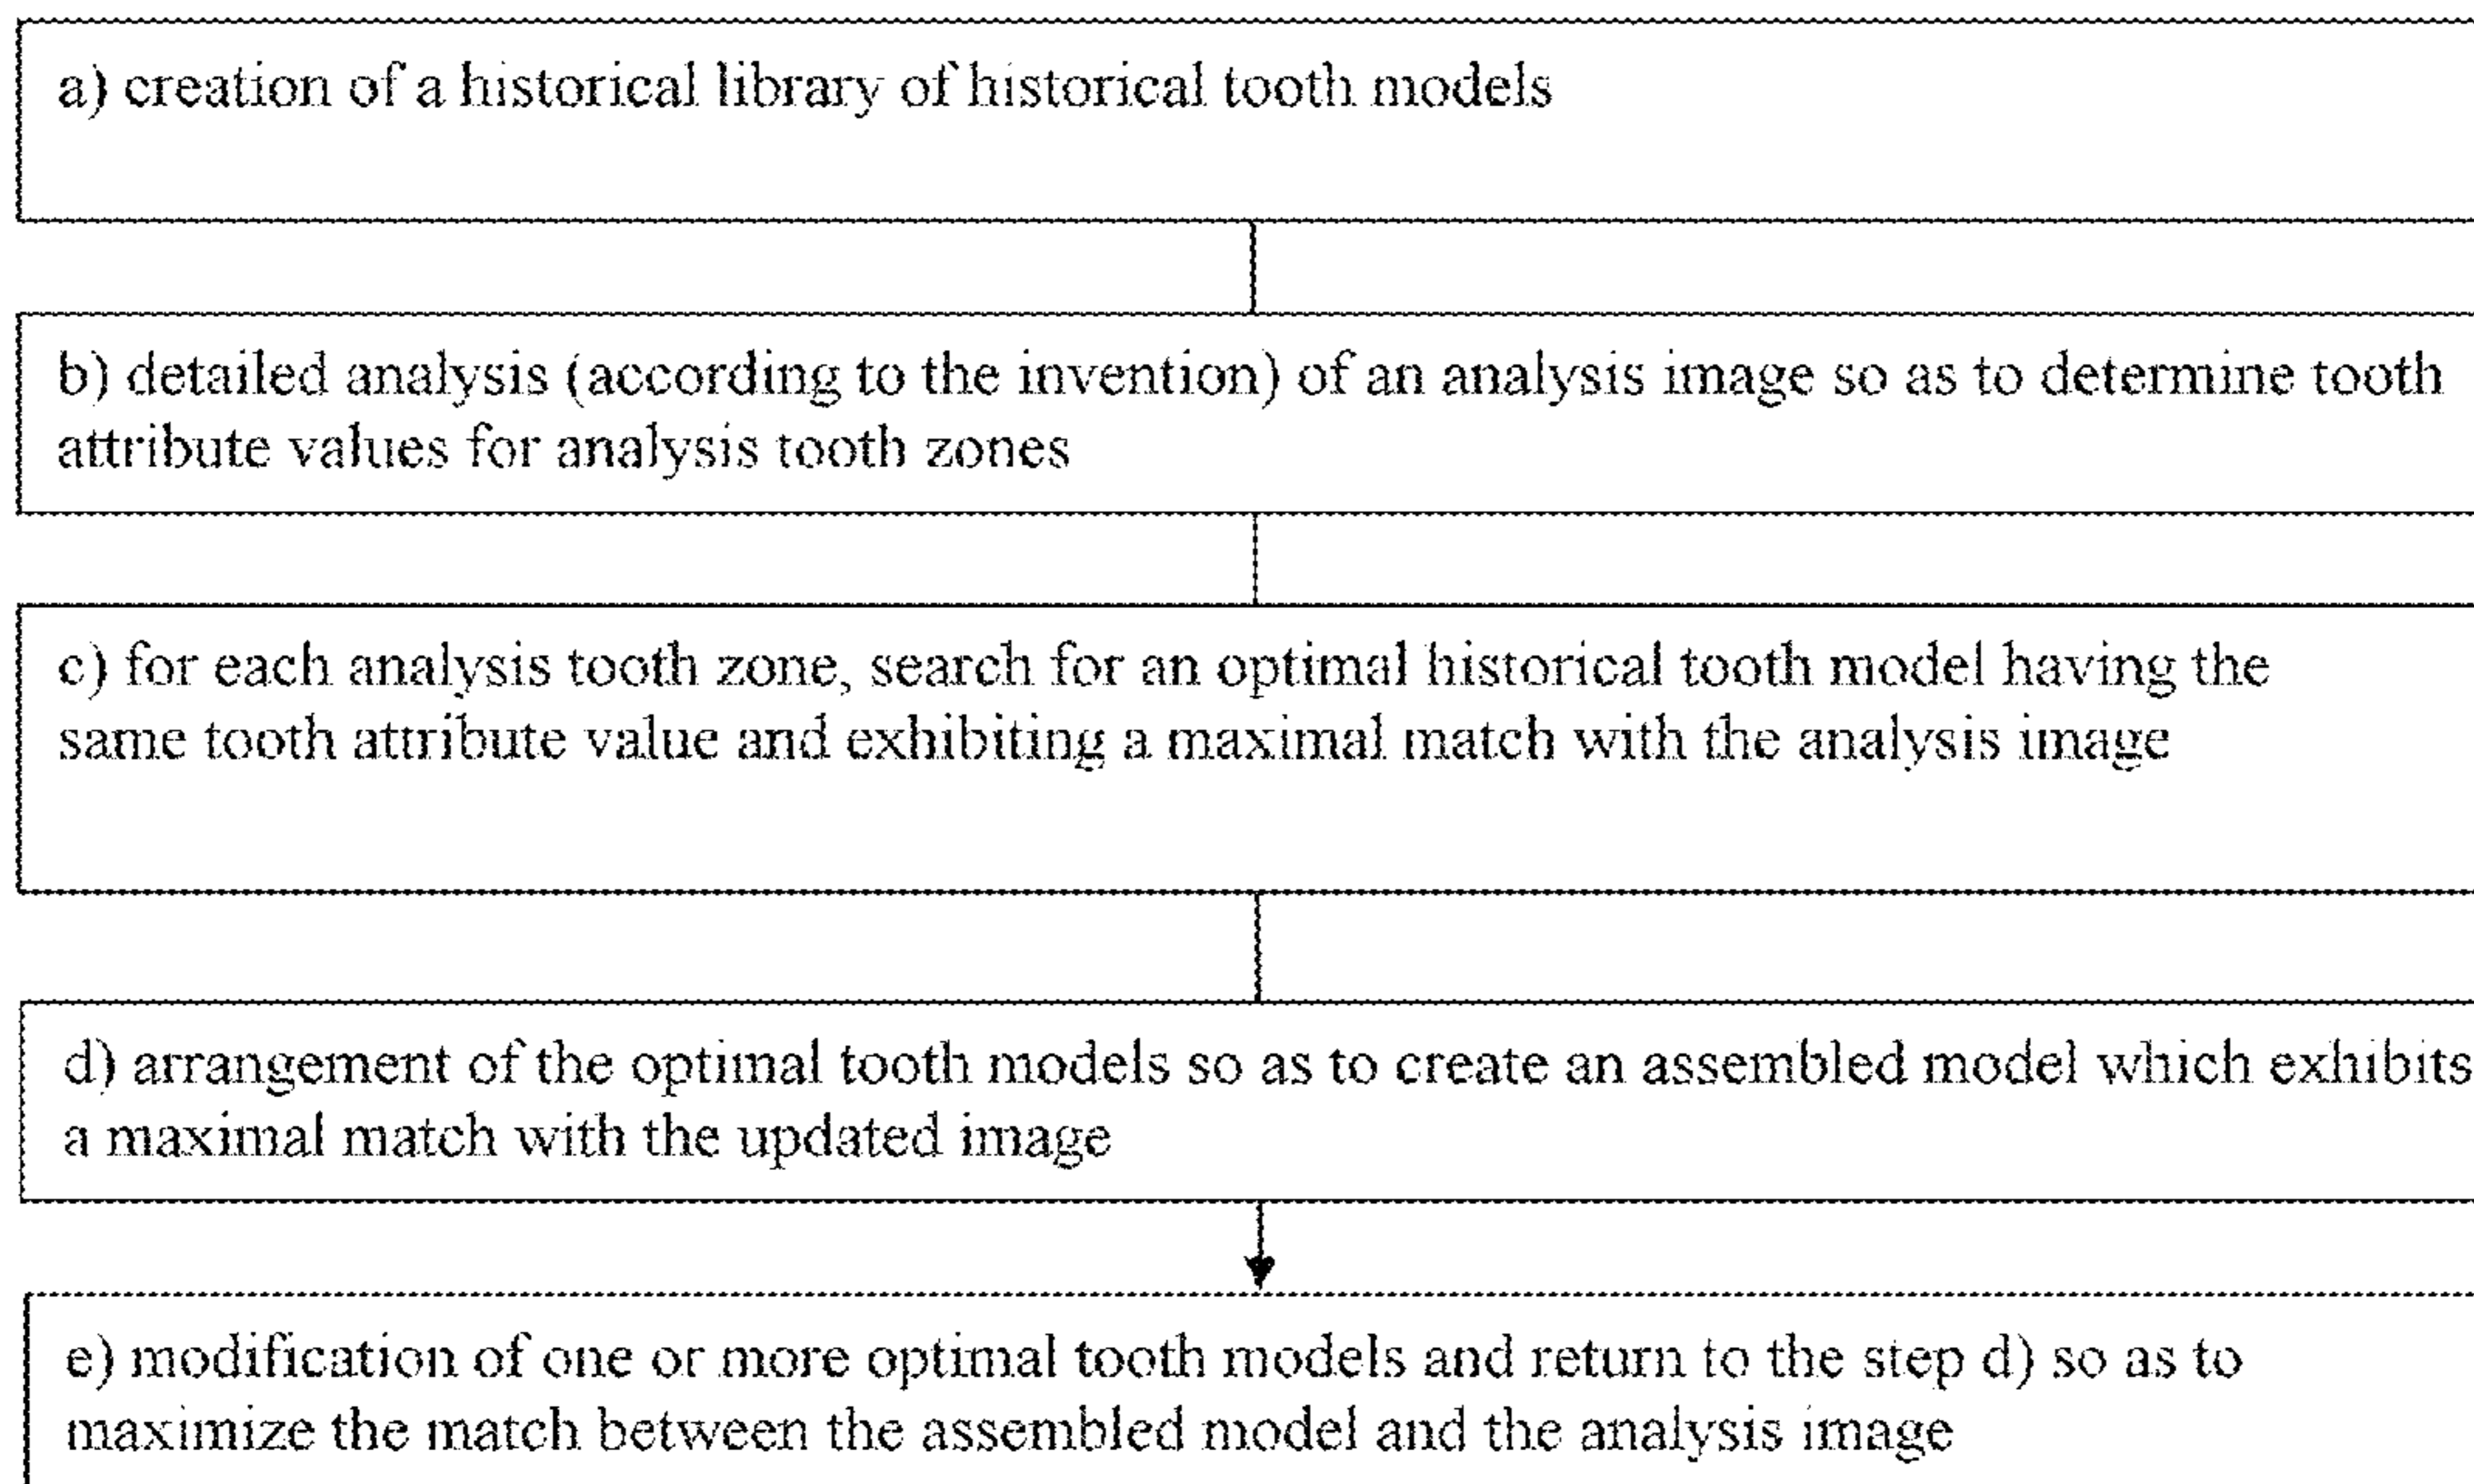 a) creation of a historical library of historical tooth models
b) detailed analysis (according to the invention) of an analysis image so as to determine tooth
attribute values for analysis tooth zones
c) for each analysis tooth zone, search for an optimal historical tooth model having the
same tooth attribute value and exhibiting a maximal match with the analysis image
d) arrangement of the optimal tooth models so as to create an assembled model which exhibits
a maximal match with the updated image
e) modification of one or more optimal tooth models and return to the step d) so as to
maximize the match between the assembled model and the analysis image